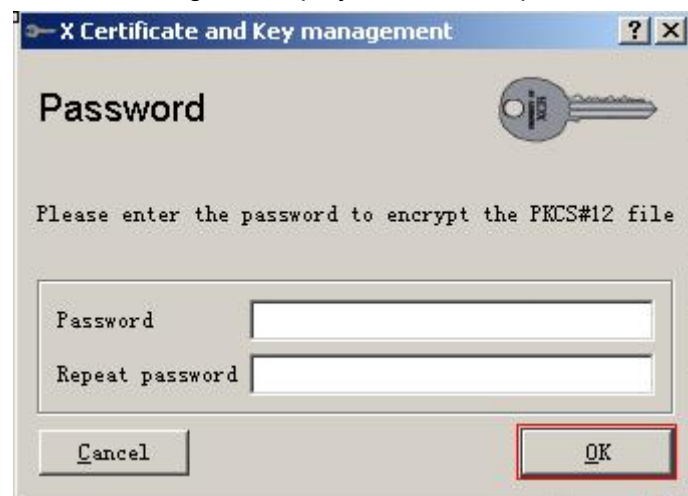 X Certificate and Key management
Password
Please enter the password to encrypt the PKCS#12 file
Password
Repeat password
Cancel
OK